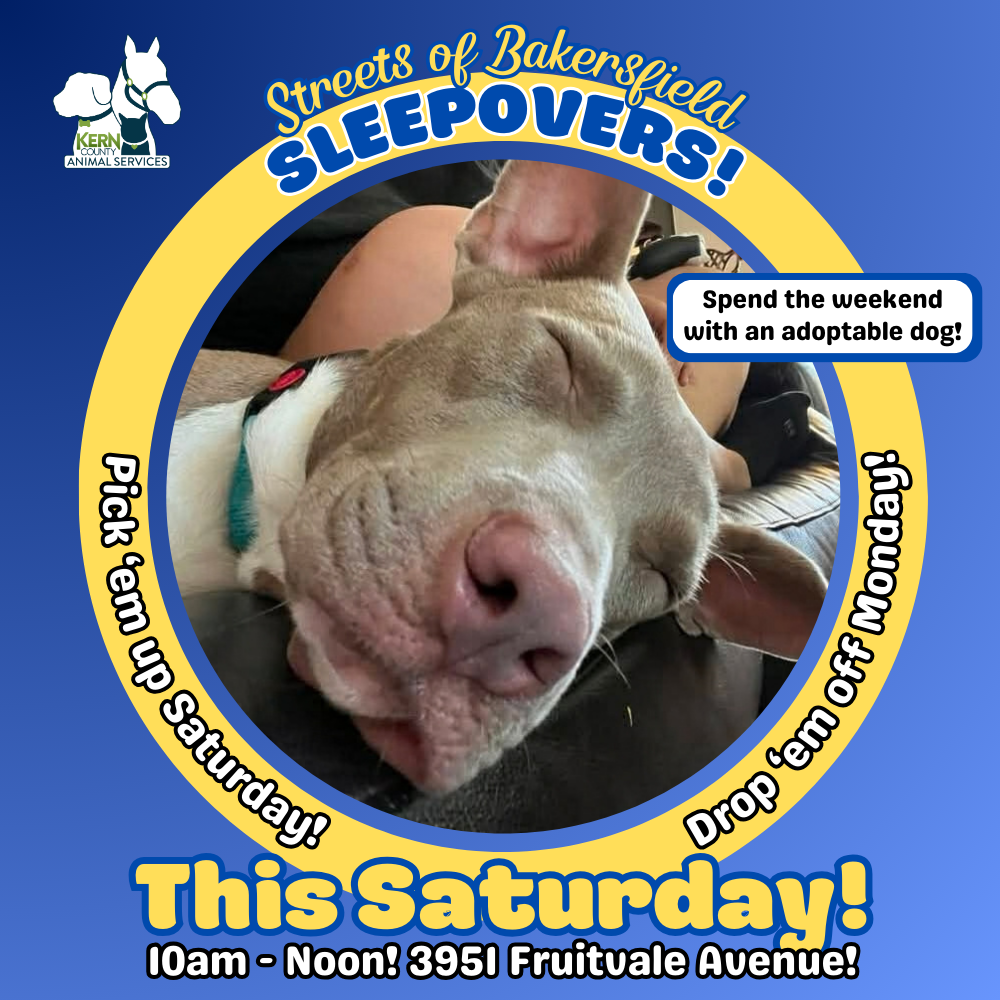 KERN
COUNTY
ANIMAL SERVICES
Streets of Bakersfield
SLEEPOVERS!
Spend the weekend
with an adoptable dog!
Pick ‘em up Saturday!
Drop ‘em off Monday!
This Saturday!
10am - Noon! 3951 Fruitvale Avenue!